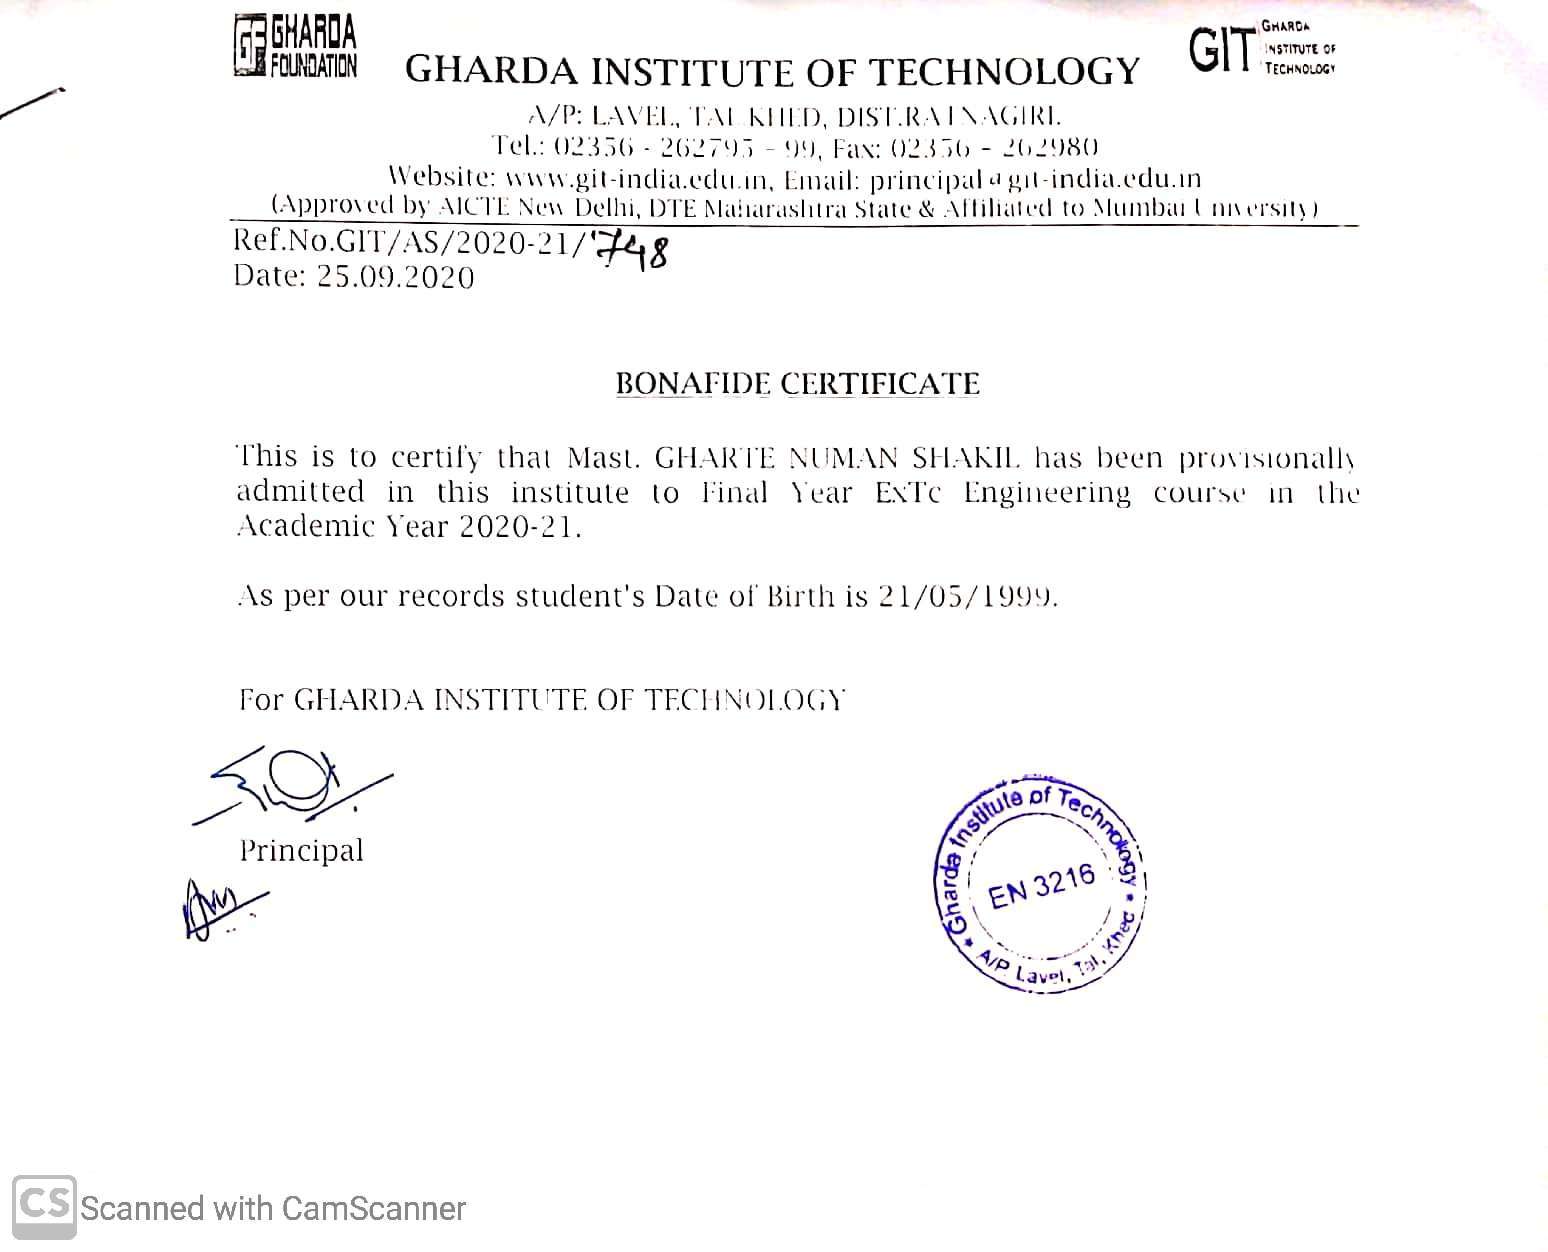 GHARDA
FOUNDATION
GIT GHARDA
INSTITUTE OF
TECHNOLOGY
GHARDA INSTITUTE OF TECHNOLOGY
A/P: LAVEL, TAL KHED, DIST.RATNAGIRI.
Tel.: 02356 - 262795 - 99, Fax: 02356 - 262980
Website: www.git-india.edu.in, Email: principal@git-india.edu.in
(Approved by AICTE New Delhi, DTE Maharashtra State & Affiliated to Mumbai University)
Ref.No.GIT/AS/2020-21/748
Date: 25.09.2020
BONAFIDE CERTIFICATE
This is to certify that Mast. GHARTE NUMAN SHAKIL has been provisionally
admitted in this institute to Final Year ExTc Engineering course in the
Academic Year 2020-21.
As per our records student's Date of Birth is 21/05/1999.
For GHARDA INSTITUTE OF TECHNOLOGY
Principal
Gharda Institute of Technology
EN 3216
A/P Lavel, Tal, Khed
CS Scanned with CamScanner